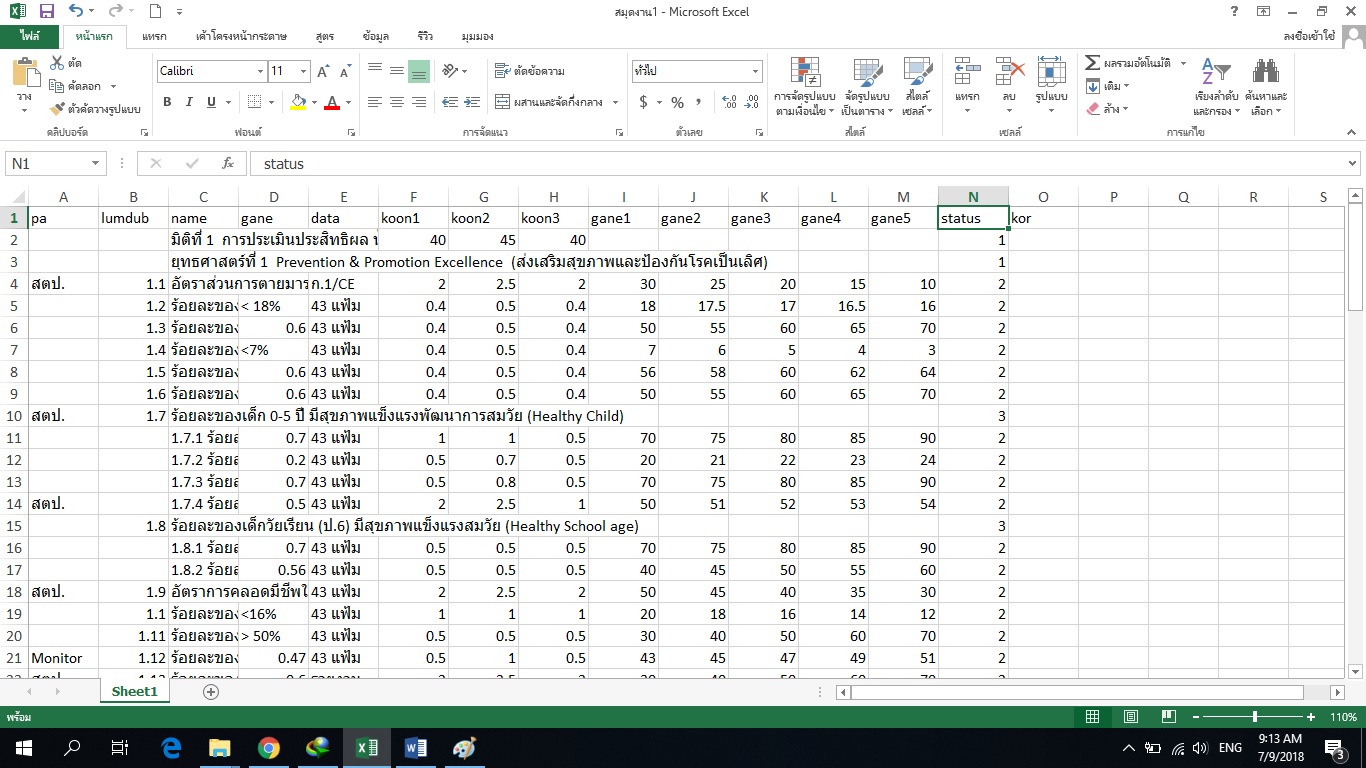 สมุดงาน1 - Microsoft Excel
ไฟล์ หน้าแรก แทรก เค้าโครงหน้ากระดาษ สูตร ข้อมูล รีวิว มุมมอง ลงชื่อเข้าใช้
วาง ตัด คัดลอก ตัวคัดวางรูปแบบ
Calibri 11 B I U A
ตัดข้อความ
ผสานและจัดกึ่งกลาง
ทั่วไป
$ % ,
การจัดรูปแบบตามเงื่อนไข จัดรูปแบบเป็นตาราง สไตล์เซลล์
แทรก ลบ รูปแบบ
ผลรวมอัตโนมัติ
เติม
ล้าง
เรียงลำดับและกรอง ค้นหาและเลือก
คลิปบอร์ด ฟอนต์ การจัดแนว ตัวเลข สไตล์ เซลล์ การแก้ไข
N1 fx status
A B C D E F G H I J K L M N O P Q R S
1 pa lumdub name gane data koon1 koon2 koon3 gane1 gane2 gane3 gane4 gane5 status kor
2 มิติที่ 1 การประเมินประสิทธิผล 40 45 40 1
3 ยุทธศาสตร์ที่ 1 Prevention & Promotion Excellence (ส่งเสริมสุขภาพและป้องกันโรคเป็นเลิศ) 1
4 สตป. 1.1 อัตราส่วนการตายมาร ก.1/CE 2 2.5 2 30 25 20 15 10 2
5 1.2 ร้อยละของ < 18% 43 แฟ้ม 0.4 0.5 0.4 18 17.5 17 16.5 16 2
6 1.3 ร้อยละของ 0.6 43 แฟ้ม 0.4 0.5 0.4 50 55 60 65 70 2
7 1.4 ร้อยละของ <7% 43 แฟ้ม 0.4 0.5 0.4 7 6 5 4 3 2
8 1.5 ร้อยละของ 0.6 43 แฟ้ม 0.4 0.5 0.4 56 58 60 62 64 2
9 1.6 ร้อยละของ 0.6 43 แฟ้ม 0.4 0.5 0.4 50 55 60 65 70 2
10 สตป. 1.7 ร้อยละของเด็ก 0-5 ปี มีสุขภาพแข็งแรงพัฒนาการสมวัย (Healthy Child) 3
11 1.7.1 ร้อยล 0.7 43 แฟ้ม 1 1 0.5 70 75 80 85 90 2
12 1.7.2 ร้อยล 0.2 43 แฟ้ม 0.5 0.7 0.5 20 21 22 23 24 2
13 1.7.3 ร้อยล 0.7 43 แฟ้ม 0.5 0.8 0.5 70 75 80 85 90 2
14 สตป. 1.7.4 ร้อยล 0.5 43 แฟ้ม 2 2.5 1 50 51 52 53 54 2
15 1.8 ร้อยละของเด็กวัยเรียน (ป.6) มีสุขภาพแข็งแรงสมวัย (Healthy School age) 3
16 1.8.1 ร้อยล 0.7 43 แฟ้ม 0.5 0.5 0.5 70 75 80 85 90 2
17 1.8.2 ร้อยล 0.56 43 แฟ้ม 0.5 0.5 0.5 40 45 50 55 60 2
18 สตป. 1.9 อัตราการคลอดมีชีพใ 43 แฟ้ม 2 2.5 2 50 45 40 35 30 2
19 1.1 ร้อยละของ <16% 43 แฟ้ม 1 1 1 20 18 16 14 12 2
20 1.11 ร้อยละของ > 50% 43 แฟ้ม 0.5 0.5 0.5 30 40 50 60 70 2
21 Monitor 1.12 ร้อยละของ 0.47 43 แฟ้ม 0.5 1 0.5 43 45 47 49 51 2
Sheet1
พร้อม 110%
ENG 9:13 AM
7/9/2018 3